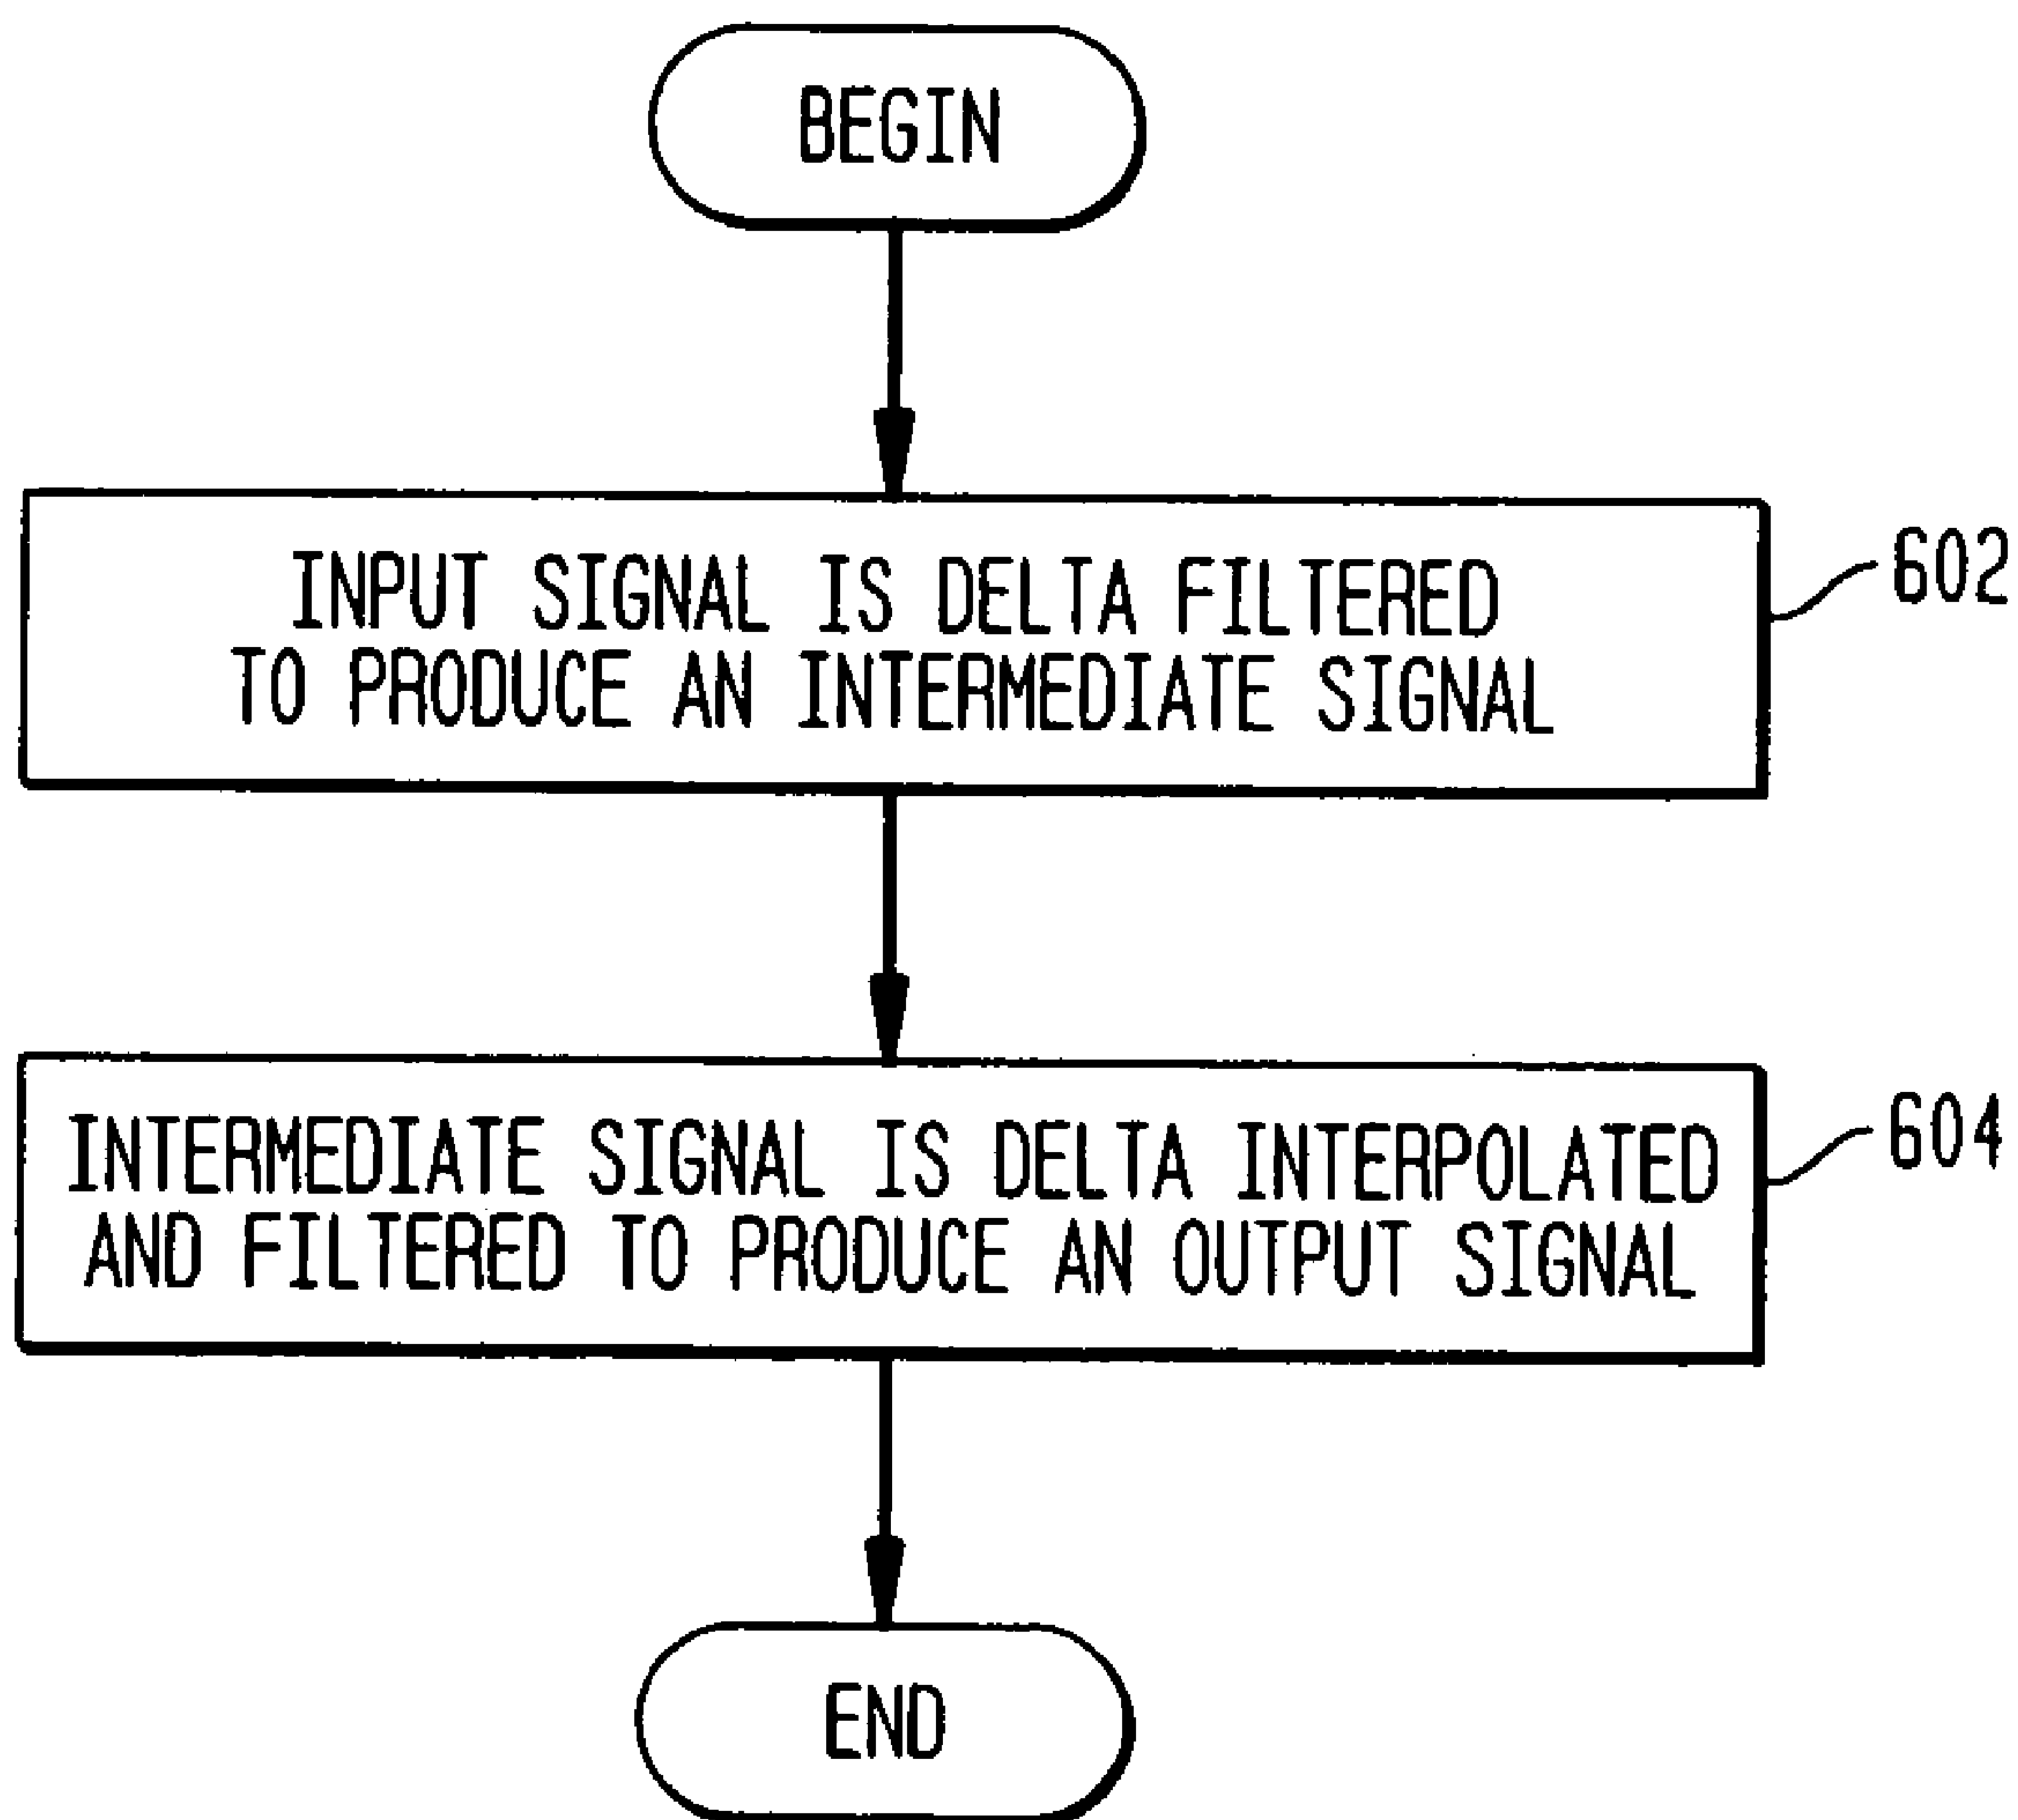 BEGIN
INPUT SIGNAL IS DELTA FILTERED
TO PRODUCE AN INTERMEDIATE SIGNAL
602
INTERMEDIATE SIGNAL IS DELTA INTERPOLATED
AND FILTERED TO PRODUCE AN OUTPUT SIGNAL
604
END